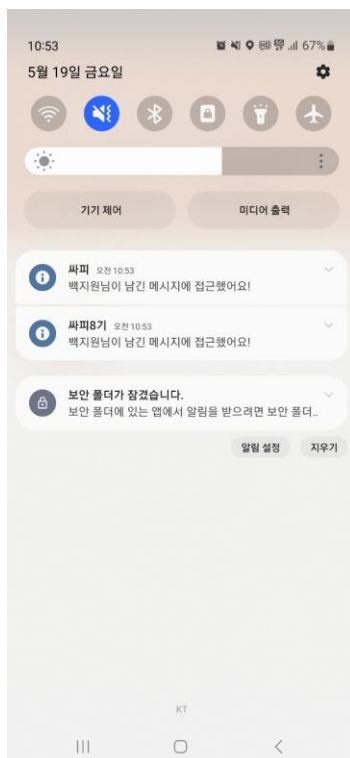 10:53
67%
5월 19일 금요일
기기 제어
미디어 출력
싸피 오전 10:53
백지원님이 남긴 메시지에 접근했어요!
싸피8기 오전 10:53
백지원님이 남긴 메시지에 접근했어요!
보안 폴더가 잠겼습니다.
보안 폴더에 있는 앱에서 알림을 받으려면 보안 폴더..
알림 설정
지우기
KT